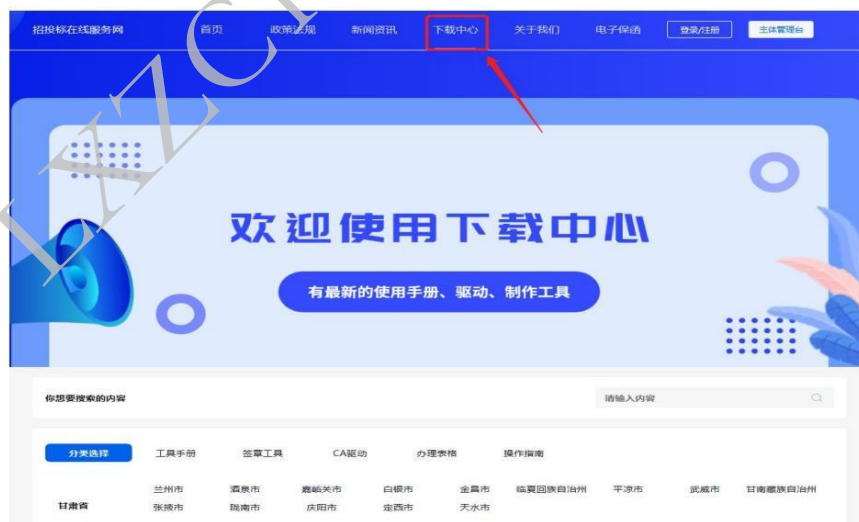 招投标在线服务网 首页 政策法规 新闻资讯 下载中心 关于我们 电子保函 登录/注册 主体管理台
欢迎使用下载中心
有最新的使用手册、驱动、制作工具
你想要搜索的内容 请输入内容
分类选择 工具手册 签章工具 CA驱动 办理表格 操作指南
兰州市 酒泉市 嘉峪关市 白银市 金昌市 临夏回族自治州 平凉市 武威市 甘南藏族自治州
甘肃省 张掖市 陇南市 庆阳市 定西市 天水市